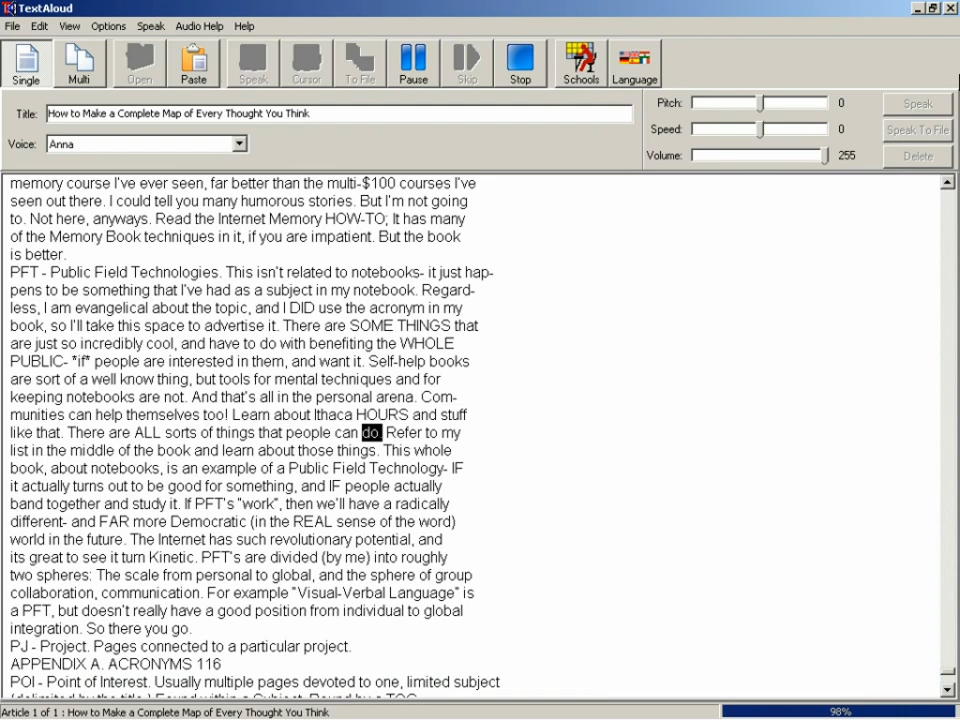 TextAloud
File Edit View Options Speak Audio Help Help
Single Multi Open Paste Speak Cursor To File Pause Skip Stop Schools Language
Title: How to Make a Complete Map of Every Thought You Think
Voice: Anna
Pitch: 0 Speak
Speed: 0 Speak To File
Volume: 255 Delete
memory course I've ever seen, far better than the multi-$100 courses I've
seen out there. I could tell you many humorous stories. But I'm not going
to. Not here, anyways. Read the Internet Memory HOW-TO; It has many
of the Memory Book techniques in it, if you are impatient. But the book
is better.
PFT - Public Field Technologies. This isn't related to notebooks- it just hap-
pens to be something that I've had as a subject in my notebook. Regard-
less, I am evangelical about the topic, and I DID use the acronym in my
book, so I'll take this space to advertise it. There are SOME THINGS that
are just so incredibly cool, and have to do with benefiting the WHOLE
PUBLIC- *if* people are interested in them, and want it. Self-help books
are sort of a well know thing, but tools for mental techniques and for
keeping notebooks are not. And that's all in the personal arena. Com-
munities can help themselves too! Learn about Ithaca HOURS and stuff
like that. There are ALL sorts of things that people can do. Refer to my
list in the middle of the book and learn about those things. This whole
book, about notebooks, is an example of a Public Field Technology- IF
it actually turns out to be good for something, and IF people actually
band together and study it. If PFT's "work", then we'll have a radically
different- and FAR more Democratic (in the REAL sense of the word)
world in the future. The Internet has such revolutionary potential, and
its great to see it turn Kinetic. PFT's are divided (by me) into roughly
two spheres: The scale from personal to global, and the sphere of group
collaboration, communication. For example "Visual-Verbal Language" is
a PFT, but doesn't really have a good position from individual to global
integration. So there you go.
PJ - Project. Pages connected to a particular project.
APPENDIX A. ACRONYMS 116
POI - Point of Interest. Usually multiple pages devoted to one, limited subject
(delimited by the title.) Found within a Subject. Bound by a TOC
Article 1 of 1 : How to Make a Complete Map of Every Thought You Think 98%